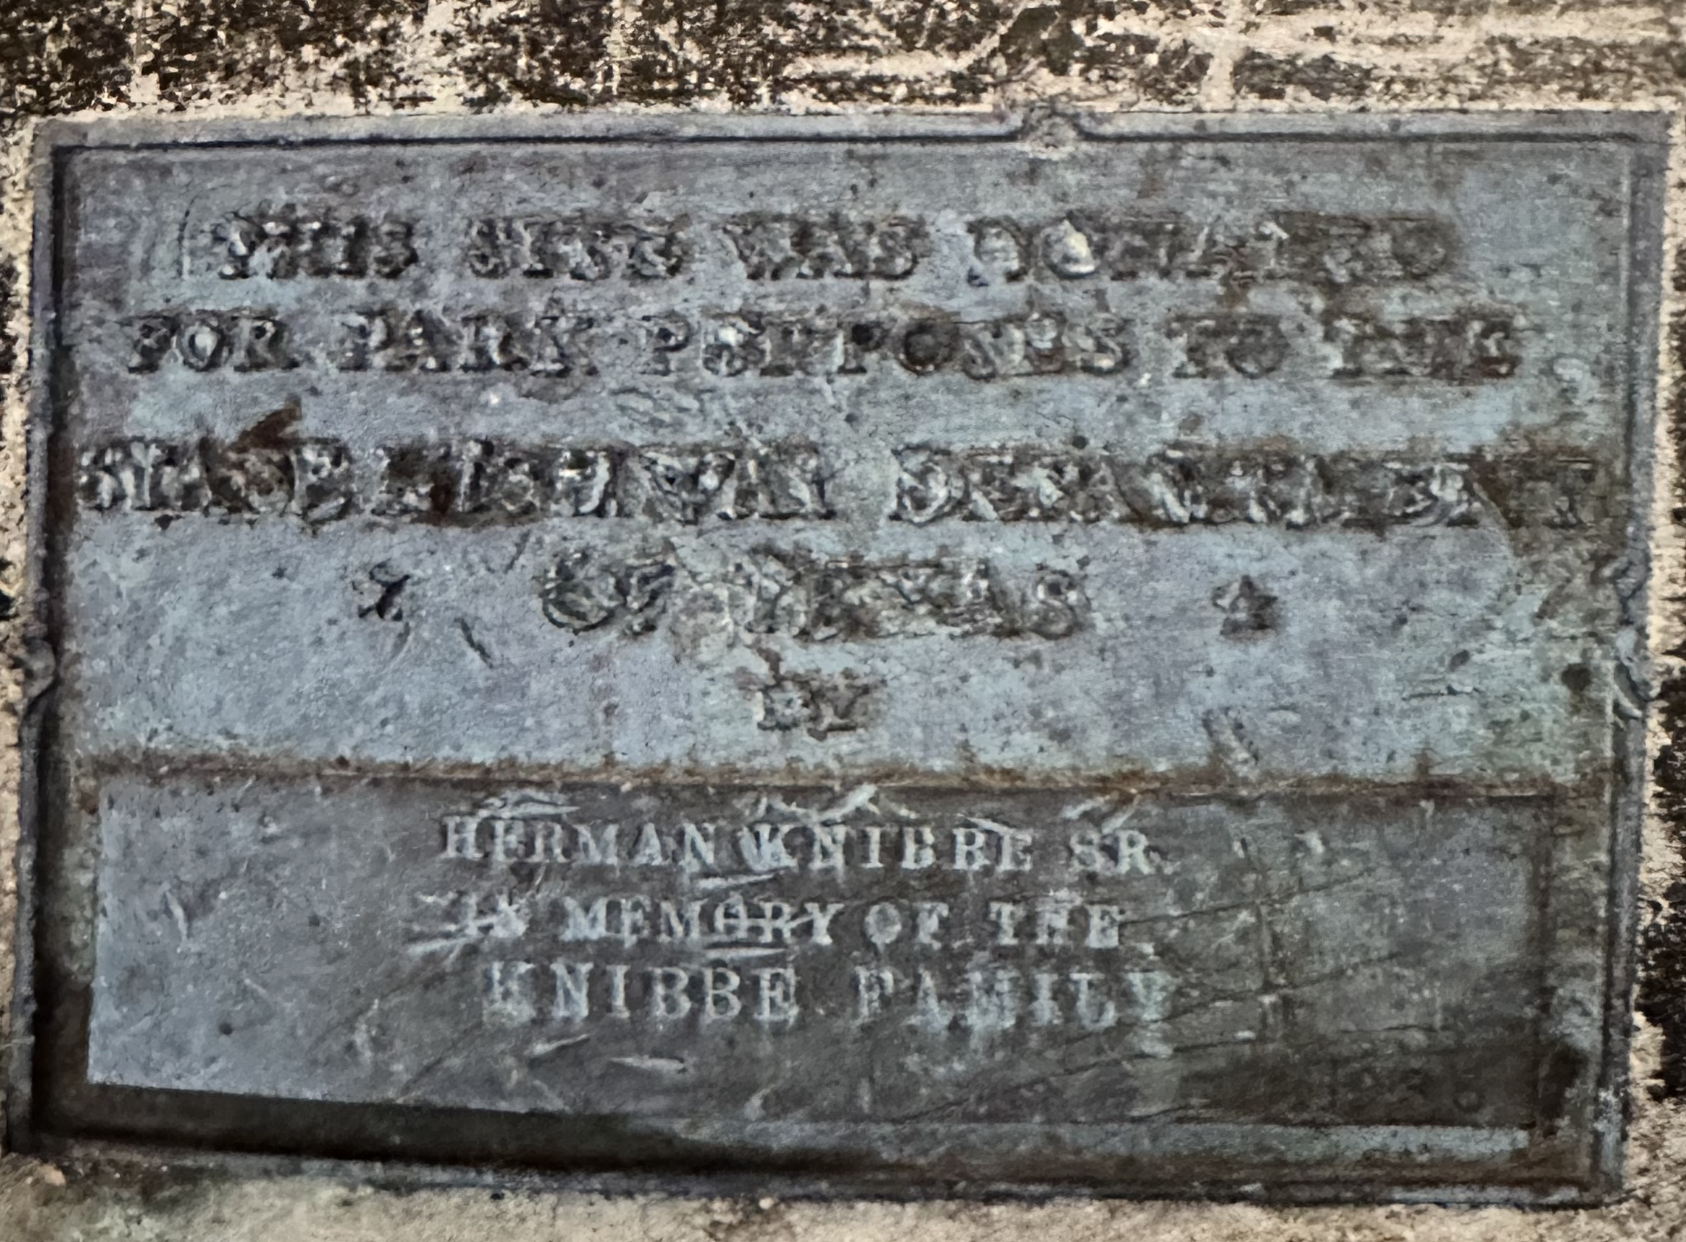 THIS SITE WAS DONATED
FOR PARK PURPOSES TO THE
STATE HIGHWAY DEPARTMENT
OF TEXAS
BY
HERMAN KNIBBE SR.
IN MEMORY OF THE
KNIBBE FAMILY